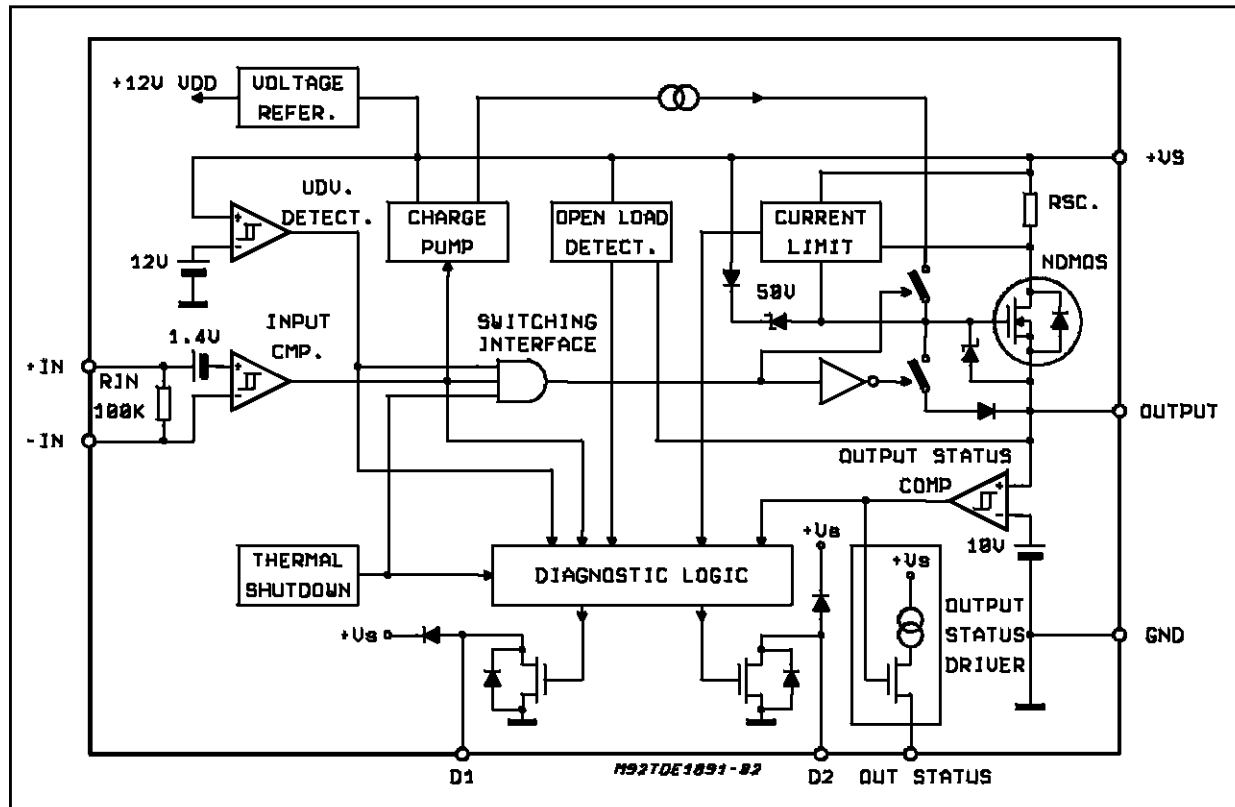 +12V VDD
VOLTAGE
REFER.
+VS
UDV.
DETECT.
CHARGE
PUMP
OPEN LOAD
DETECT.
CURRENT
LIMIT
RSC.
12V
50V
NDMOS
INPUT
CMP.
SWITCHING
INTERFACE
1.4V
+IN
RIN
100K
-IN
OUTPUT
OUTPUT STATUS
COMP
10V
+Vs
THERMAL
SHUTDOWN
DIAGNOSTIC LOGIC
+Vs
OUTPUT
STATUS
DRIVER
+Vs
GND
D1
M92TDE1891-02
D2
OUT STATUS